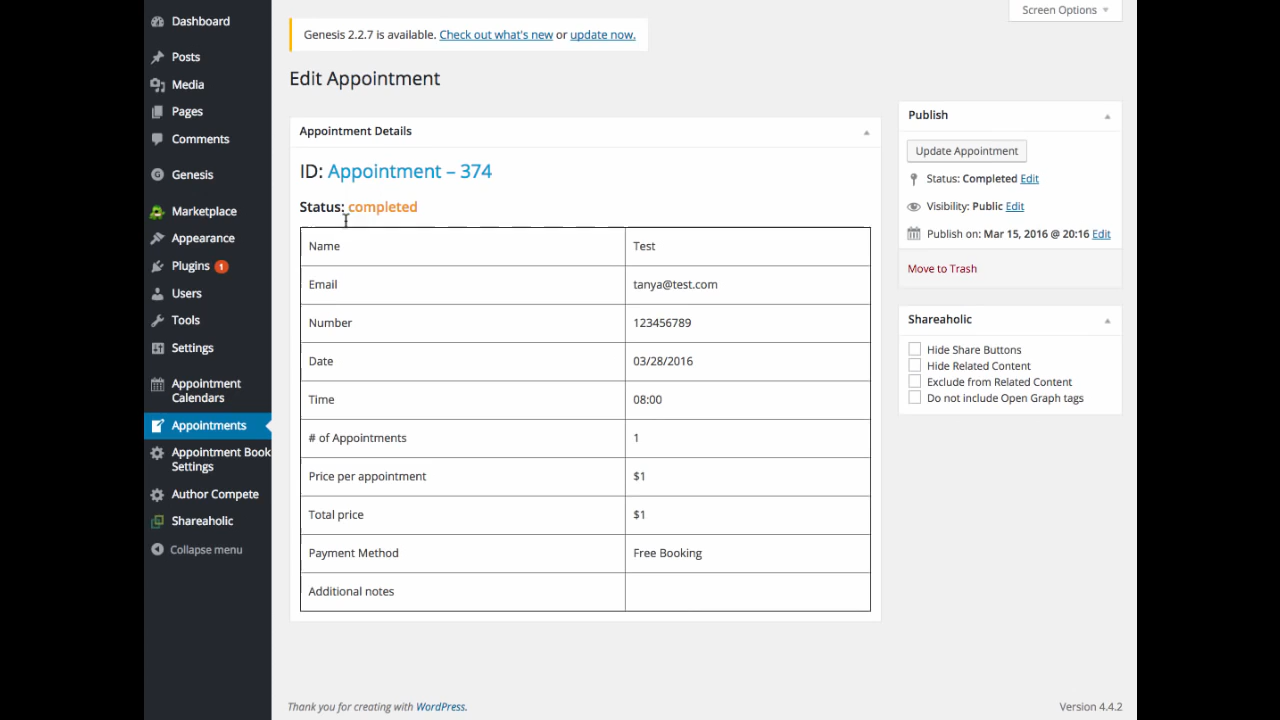 Dashboard
Posts
Media
Pages
Comments
Genesis
Marketplace
Appearance
Plugins 1
Users
Tools
Settings
Appointment
Calendars
Appointments
Appointment Book
Settings
Author Compete
Shareaholic
Collapse menu
Screen Options
Genesis 2.2.7 is available. Check out what's new or update now.
Edit Appointment
Appointment Details
ID: Appointment – 374
Status: completed
Name Test
Email tanya@test.com
Number 123456789
Date 03/28/2016
Time 08:00
# of Appointments 1
Price per appointment $1
Total price $1
Payment Method Free Booking
Additional notes
Publish
Update Appointment
Status: Completed Edit
Visibility: Public Edit
Publish on: Mar 15, 2016 @ 20:16 Edit
Move to Trash
Shareaholic
Hide Share Buttons
Hide Related Content
Exclude from Related Content
Do not include Open Graph tags
Thank you for creating with WordPress.
Version 4.4.2